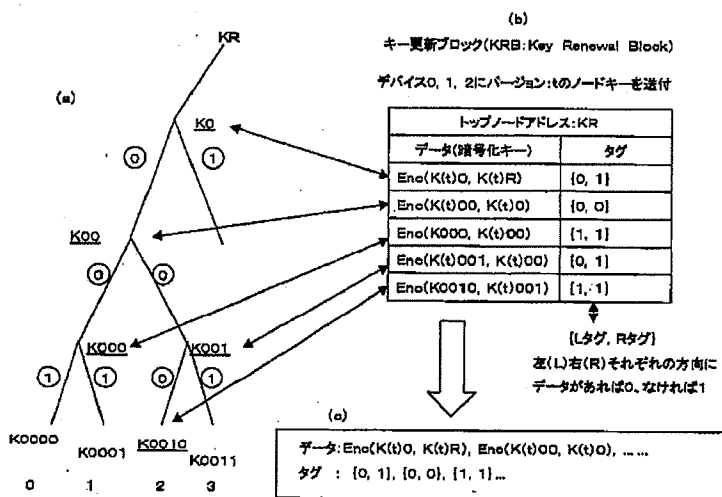 (a)
KR
K0
0
1
K00
0
0
K000
K001
1
1
0
1
K0000
K0001
K0010
K0011
0
1
2
3
(b)
キー更新ブロック(KRB:Key Renewal Block)
デバイス0, 1, 2にバージョン:tのノードキーを送付
トップノードアドレス:KR
データ(暗号化キー) タグ
Enc(K(t)0, K(t)R) {0, 1}
Enc(K(t)00, K(t)0) {0, 0}
Enc(K000, K(t)00) {1, 1}
Enc(K(t)001, K(t)00) {0, 1}
Enc(K0010, K(t)001) {1, 1}
{Lタグ, Rタグ}
左(L)右(R)それぞれの方向に
データがあれば0、なければ1
(c)
データ:Enc(K(t)0, K(t)R), Enc(K(t)00, K(t)0), ......
タグ : {0, 1}, {0, 0}, {1, 1}...